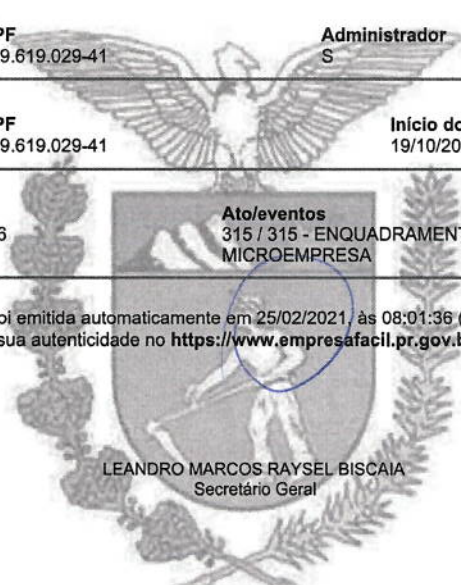 PF Administrador
9.619.029-41 S
PF Início do
9.619.029-41 19/10/20
Ato/eventos
6 315 / 315 - ENQUADRAMENT
MICROEMPRESA
oi emitida automaticamente em 25/02/2021, às 08:01:36 (
sua autenticidade no https://www.empresafacil.pr.gov.b
LEANDRO MARCOS RAYSEL BISCAIA
Secretário Geral